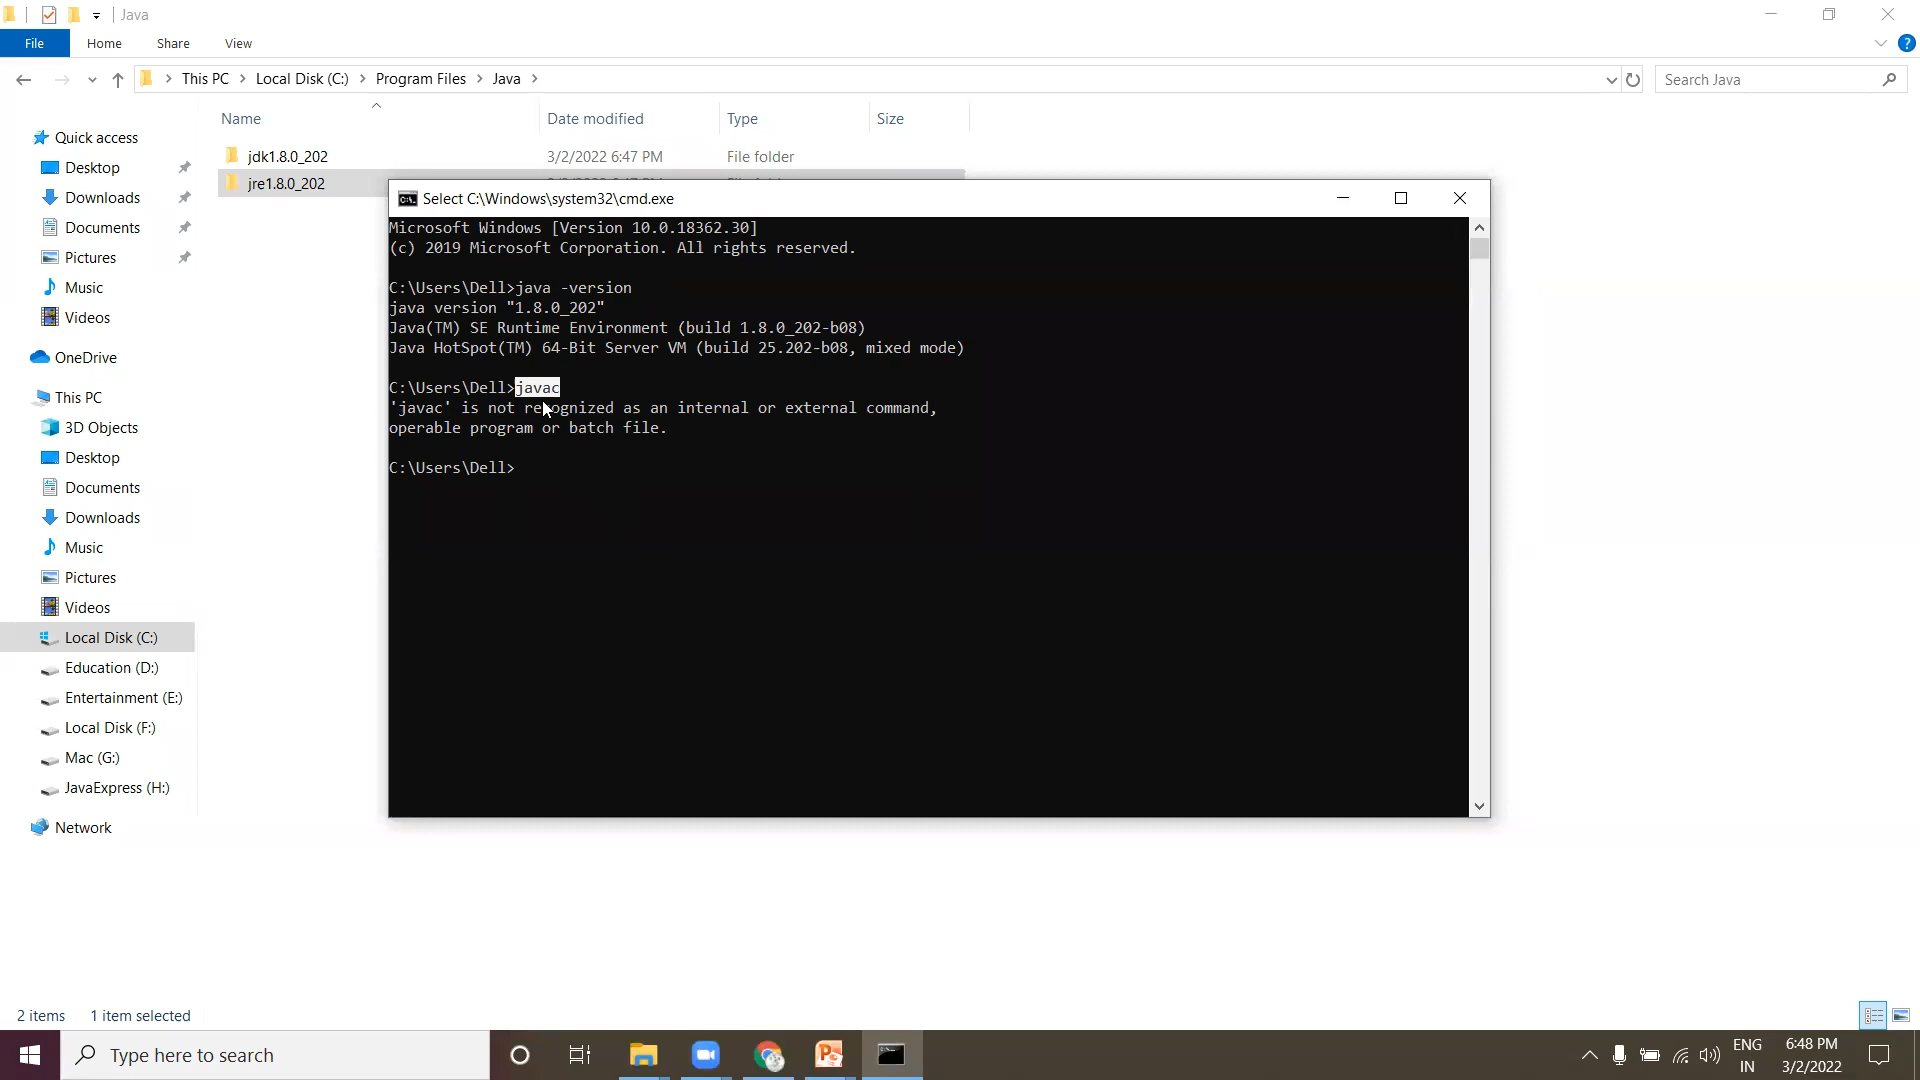 Java
File Home Share View
This PC > Local Disk (C:) > Program Files > Java >
Search Java
Name Date modified Type Size
Quick access
Desktop
Downloads
Documents
Pictures
Music
Videos
OneDrive
This PC
3D Objects
Desktop
Documents
Downloads
Music
Pictures
Videos
Local Disk (C:)
Education (D:)
Entertainment (E:)
Local Disk (F:)
Mac (G:)
JavaExpress (H:)
Network
jdk1.8.0_202 3/2/2022 6:47 PM File folder
jre1.8.0_202
Select C:\Windows\system32\cmd.exe
Microsoft Windows [Version 10.0.18362.30]
(c) 2019 Microsoft Corporation. All rights reserved.
C:\Users\Dell>java -version
java version "1.8.0_202"
Java(TM) SE Runtime Environment (build 1.8.0_202-b08)
Java HotSpot(TM) 64-Bit Server VM (build 25.202-b08, mixed mode)
C:\Users\Dell>javac
'javac' is not recognized as an internal or external command,
operable program or batch file.
C:\Users\Dell>
2 items 1 item selected
Type here to search
ENG
IN
6:48 PM
3/2/2022